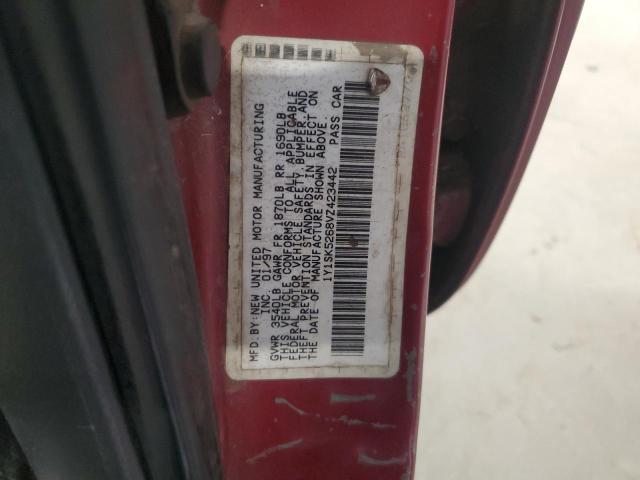 MFD.BY:NEW UNITED MOTOR MANUFACTURING
INC. 01/97
GVWR 3540LB GAWR FR 1870LB RR 1690LB
THIS VEHICLE CONFORMS TO ALL APPLICABLE
FEDERAL MOTOR VEHICLE SAFETY, BUMPER,AND
THEFT PREVENTION STANDARDS IN EFFECT ON
THE DATE OF MANUFACTURE SHOWN ABOVE.
1Y1SK5268VZ423442 PASS CAR